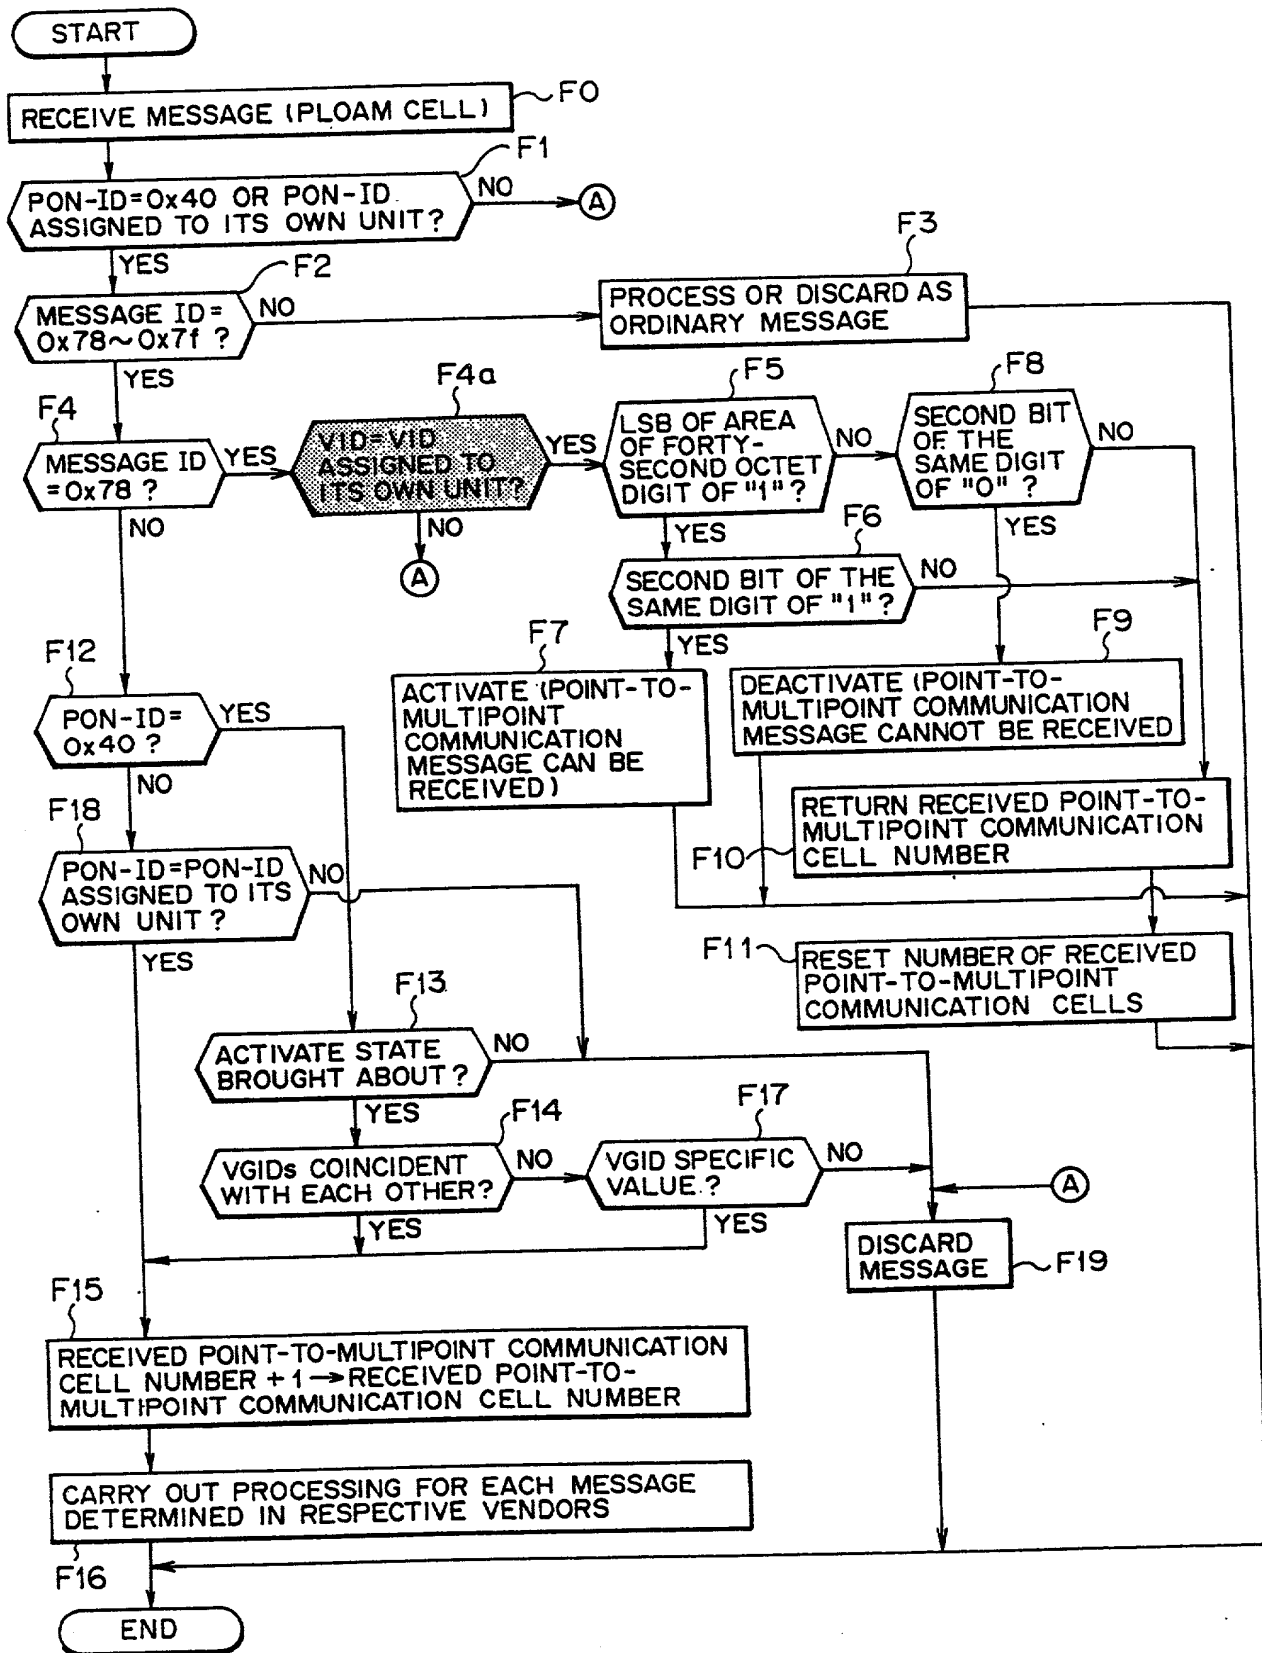 START
RECEIVE MESSAGE (PLOAM CELL)
F0
F1
PON-ID=0x40 OR PON-ID
ASSIGNED TO ITS OWN UNIT?
NO
A
YES
F2
MESSAGE ID=
0x78~0x7f ?
NO
F3
PROCESS OR DISCARD AS
ORDINARY MESSAGE
YES
F4
MESSAGE ID
=0x78 ?
YES
F4a
VID=VID
ASSIGNED TO
ITS OWN UNIT?
YES
NO
A
F5
LSB OF AREA
OF FORTY-
SECOND OCTET
DIGIT OF "1" ?
NO
F8
SECOND BIT
OF THE
SAME DIGIT
OF "0" ?
NO
NO
YES
YES
F6
SECOND BIT OF THE
SAME DIGIT OF "1" ?
NO
YES
F7
ACTIVATE (POINT-TO-
MULTIPOINT
COMMUNICATION
MESSAGE CAN BE
RECEIVED)
F9
DEACTIVATE (POINT-TO-
MULTIPOINT COMMUNICATION
MESSAGE CANNOT BE RECEIVED
F10
RETURN RECEIVED POINT-TO-
MULTIPOINT COMMUNICATION
CELL NUMBER
F11
RESET NUMBER OF RECEIVED
POINT-TO-MULTIPOINT
COMMUNICATION CELLS
F12
PON-ID=
0x40 ?
YES
NO
F18
PON-ID=PON-ID
ASSIGNED TO ITS
OWN UNIT ?
NO
YES
F13
ACTIVATE STATE
BROUGHT ABOUT ?
NO
YES
F14
VGIDs COINCIDENT
WITH EACH OTHER?
NO
F17
VGID SPECIFIC
VALUE.?
NO
A
YES
YES
DISCARD
MESSAGE
F19
F15
RECEIVED POINT-TO-MULTIPOINT COMMUNICATION
CELL NUMBER +1→RECEIVED POINT-TO-
MULTIPOINT COMMUNICATION CELL NUMBER
CARRY OUT PROCESSING FOR EACH MESSAGE
DETERMINED IN RESPECTIVE VENDORS
F16
END